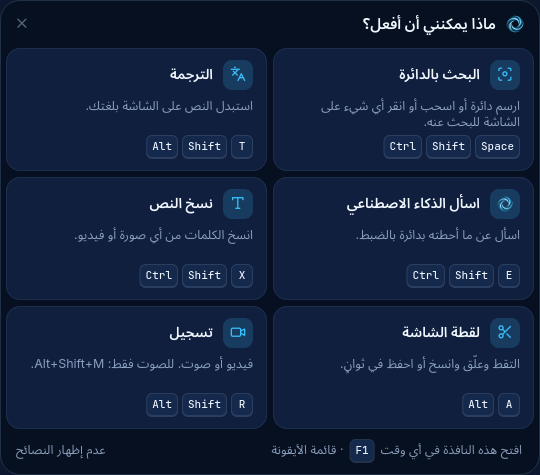 ماذا يمكنني أن أفعل؟
البحث بالدائرة
ارسم دائرة أو اسحب أو انقر أي شيء على
الشاشة للبحث عنه.
Ctrl Shift Space
الترجمة
استبدل النص على الشاشة بلغتك.
Alt Shift T
اسأل الذكاء الاصطناعي
اسأل عن ما أحطته بدائرة بالضبط.
Ctrl Shift E
نسخ النص
انسخ الكلمات من أي صورة أو فيديو.
Ctrl Shift X
لقطة الشاشة
التقط وعلّق وانسخ أو احفظ في ثوانٍ.
Alt A
تسجيل
فيديو أو صوت. للصوت فقط: Alt+Shift+M.
Alt Shift R
افتح هذه النافذة في أي وقت F1 · قائمة الأيقونة
عدم إظهار النصائح